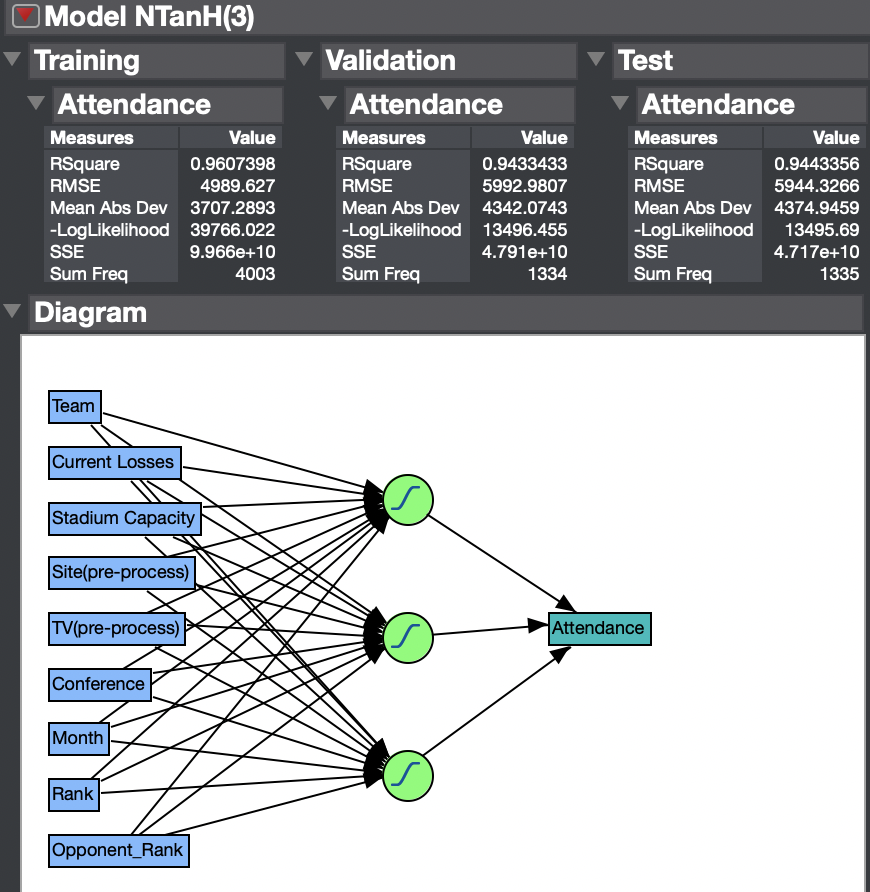 Model NTanH(3)
Training Validation Test
Attendance Attendance Attendance
Measures Value Measures Value Measures Value
RSquare 0.9607398 RSquare 0.9433433 RSquare 0.9443356
RMSE 4989.627 RMSE 5992.9807 RMSE 5944.3266
Mean Abs Dev 3707.2893 Mean Abs Dev 4342.0743 Mean Abs Dev 4374.9459
-LogLikelihood 39766.022 -LogLikelihood 13496.455 -LogLikelihood 13495.69
SSE 9.966e+10 SSE 4.791e+10 SSE 4.717e+10
Sum Freq 4003 Sum Freq 1334 Sum Freq 1335
Diagram
Team
Current Losses
Stadium Capacity
Site(pre-process)
TV(pre-process)
Attendance
Conference
Month
Rank
Opponent_Rank